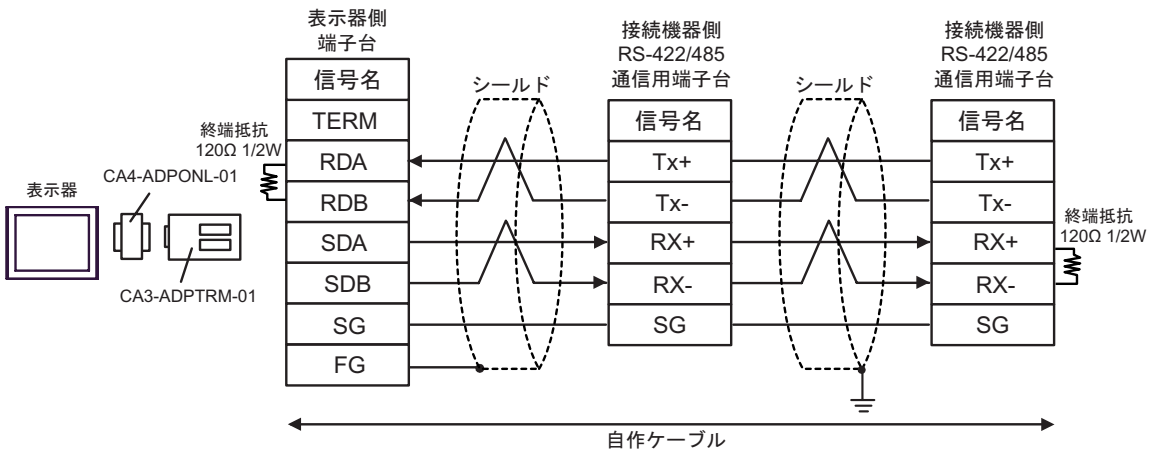 表示器
CA4-ADPONL-01
CA3-ADPTRM-01
終端抵抗
120Ω 1/2W
表示器側
端子台
信号名
TERM
RDA
RDB
SDA
SDB
SG
FG
シールド
接続機器側
RS-422/485
通信用端子台
信号名
Tx+
Tx-
RX+
RX-
SG
シールド
接続機器側
RS-422/485
通信用端子台
信号名
Tx+
Tx-
RX+
RX-
SG
終端抵抗
120Ω 1/2W
自作ケーブル